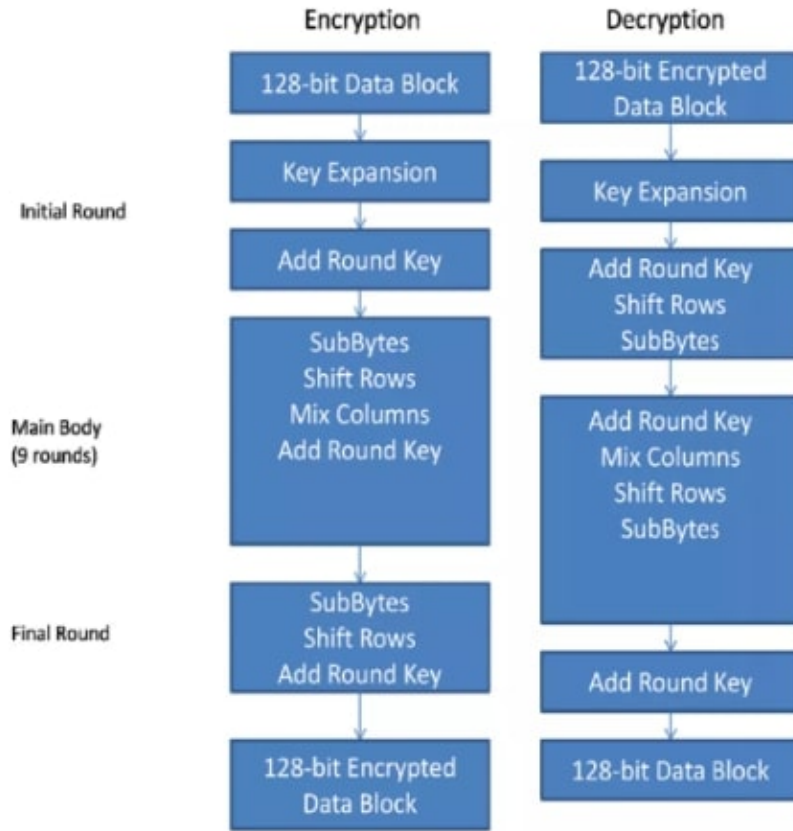 Encryption
128-bit Data Block
Key Expansion
Initial Round
Add Round Key
SubBytes
Shift Rows
Mix Columns
Add Round Key
Main Body
(9 rounds)
SubBytes
Shift Rows
Add Round Key
Final Round
128-bit Encrypted
Data Block
Decryption
128-bit Encrypted
Data Block
Key Expansion
Add Round Key
Shift Rows
SubBytes
Add Round Key
Mix Columns
Shift Rows
SubBytes
Add Round Key
128-bit Data Block